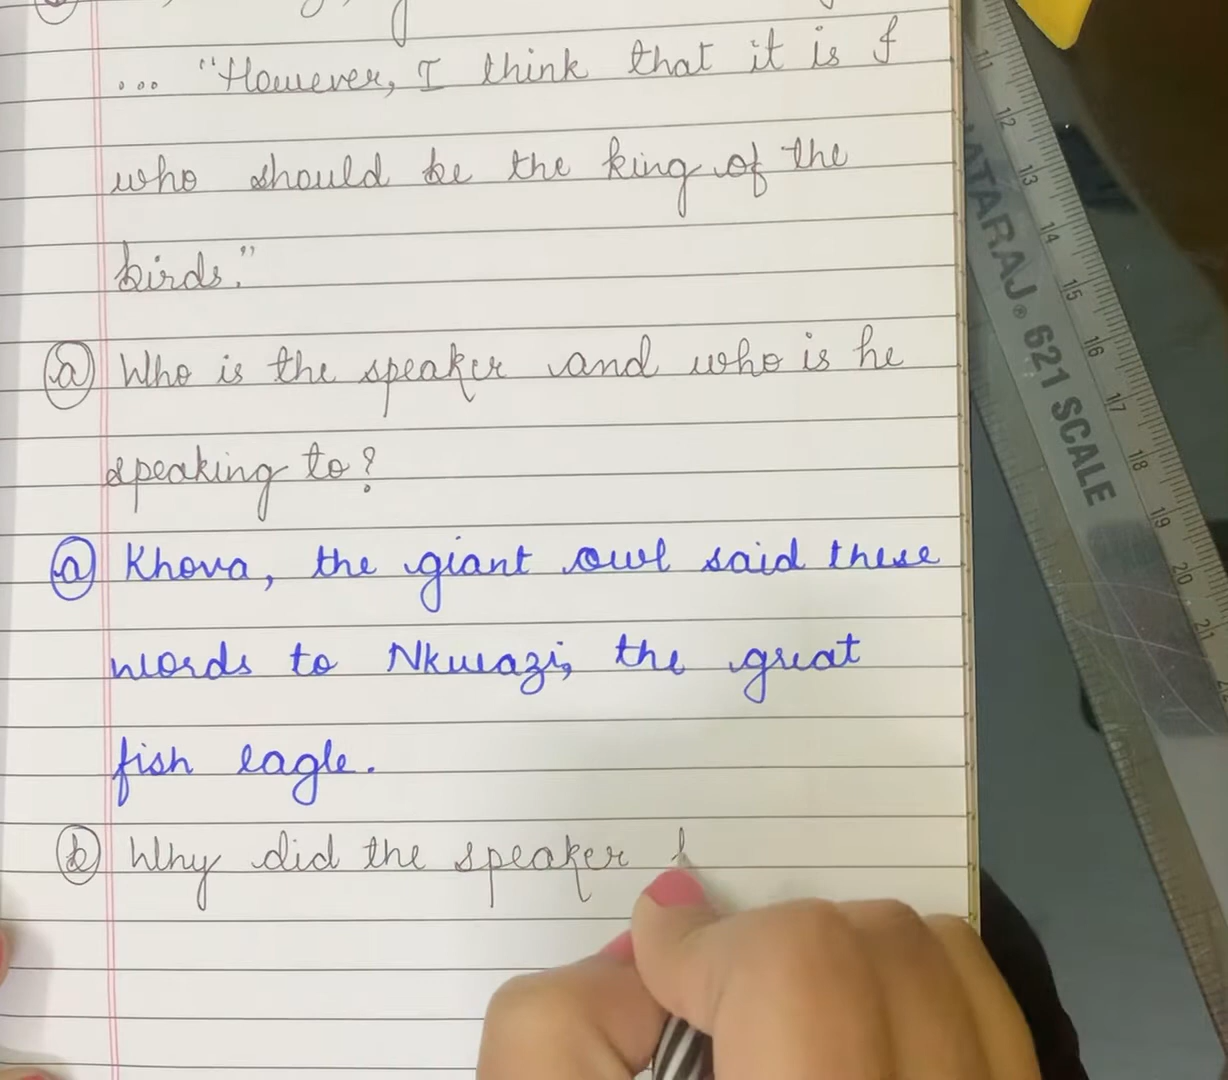 ... "However, I think that it is I
who should be the king of the
birds."
(a) Who is the speaker and who is he
speaking to?
(a) Khova, the giant owl said these
words to Nkwazi, the great
fish eagle.
(b) Why did the speaker
NATARAJ® 621 SCALE
11 12 13 14 15 16 17 18 19 20 21